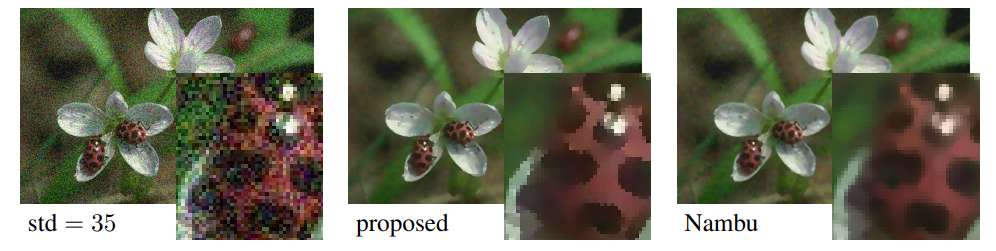 std = 35
proposed
Nambu